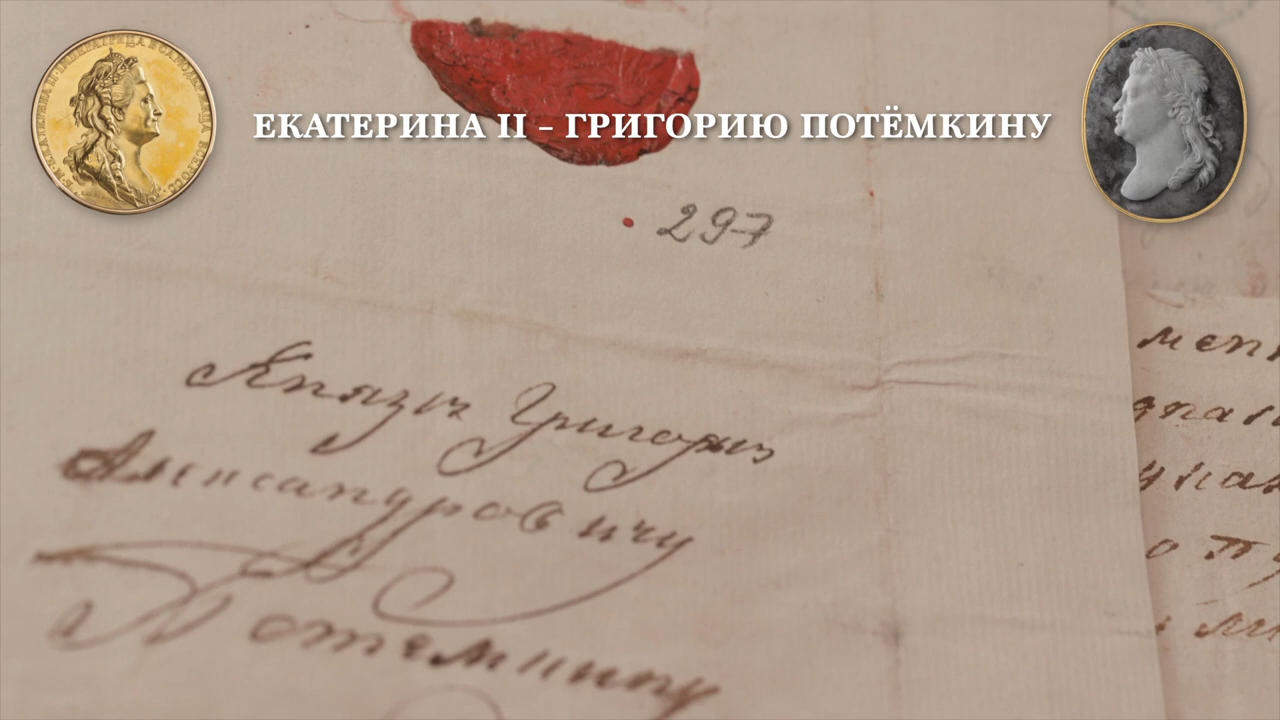 ЕКАТЕРИНА II – ГРИГОРИЮ ПОТЁМКИНУ
297
Князю Григорью
Александровичу
Потемкину